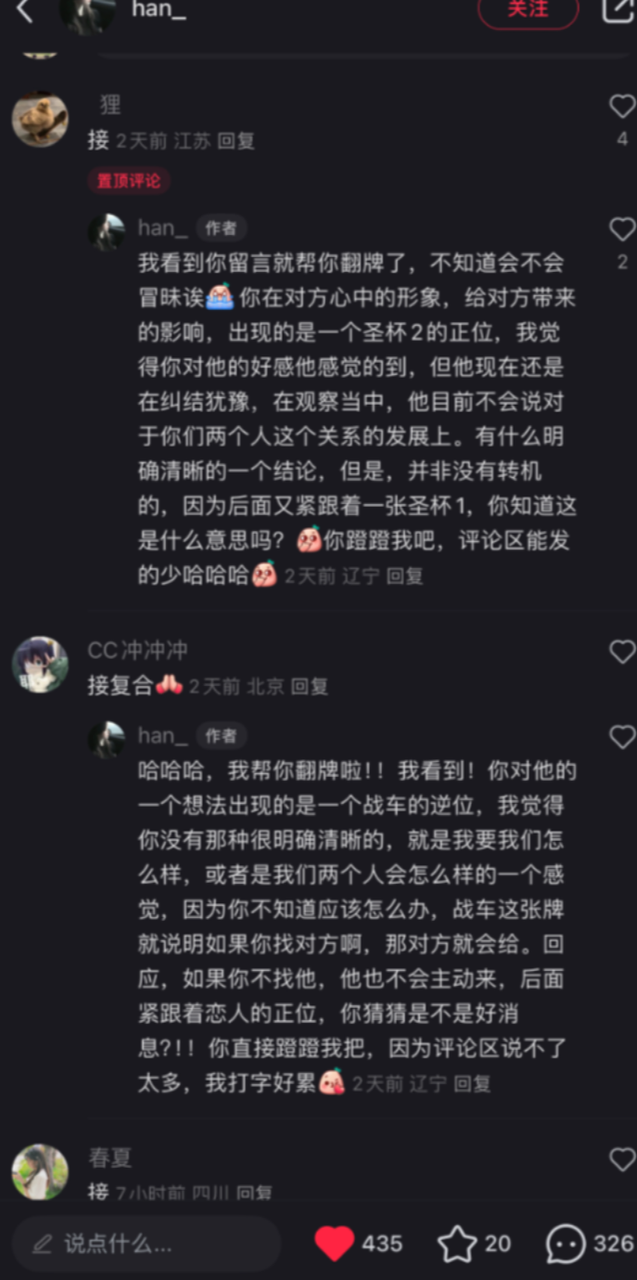 han_
关注
狸
接 2天前 江苏 回复
4
置顶评论
han_ 作者
我看到你留言就帮你翻牌了，不知道会不会
2
冒昧诶 你在对方心中的形象，给对方带来
的影响，出现的是一个圣杯2的正位，我觉
得你对他的好感他感觉的到，但他现在还是
在纠结犹豫，在观察当中，他目前不会说对
于你们两个人这个关系的发展上。有什么明
确清晰的一个结论，但是，并非没有转机
的，因为后面又紧跟着一张圣杯1，你知道这
是什么意思吗？你蹬蹬我吧，评论区能发
的少哈哈哈 2天前 辽宁 回复
CC冲冲冲
接复合 2天前 北京 回复
han_ 作者
哈哈哈，我帮你翻牌啦！！我看到！你对他的
一个想法出现的是一个战车的逆位，我觉得
你没有那种很明确清晰的，就是我要我们怎
么样，或者是我们两个人会怎么样的一个感
觉，因为你不知道应该怎么办，战车这张牌
就说明如果你找对方啊，那对方就会给。回
应，如果你不找他，他也不会主动来，后面
紧跟着恋人的正位，你猜猜是不是好消
息?！！你直接蹬蹬我把，因为评论区说不了
太多，我打字好累 2天前 辽宁 回复
春夏
接 7小时前 四川 回复
说点什么...
435
20
326